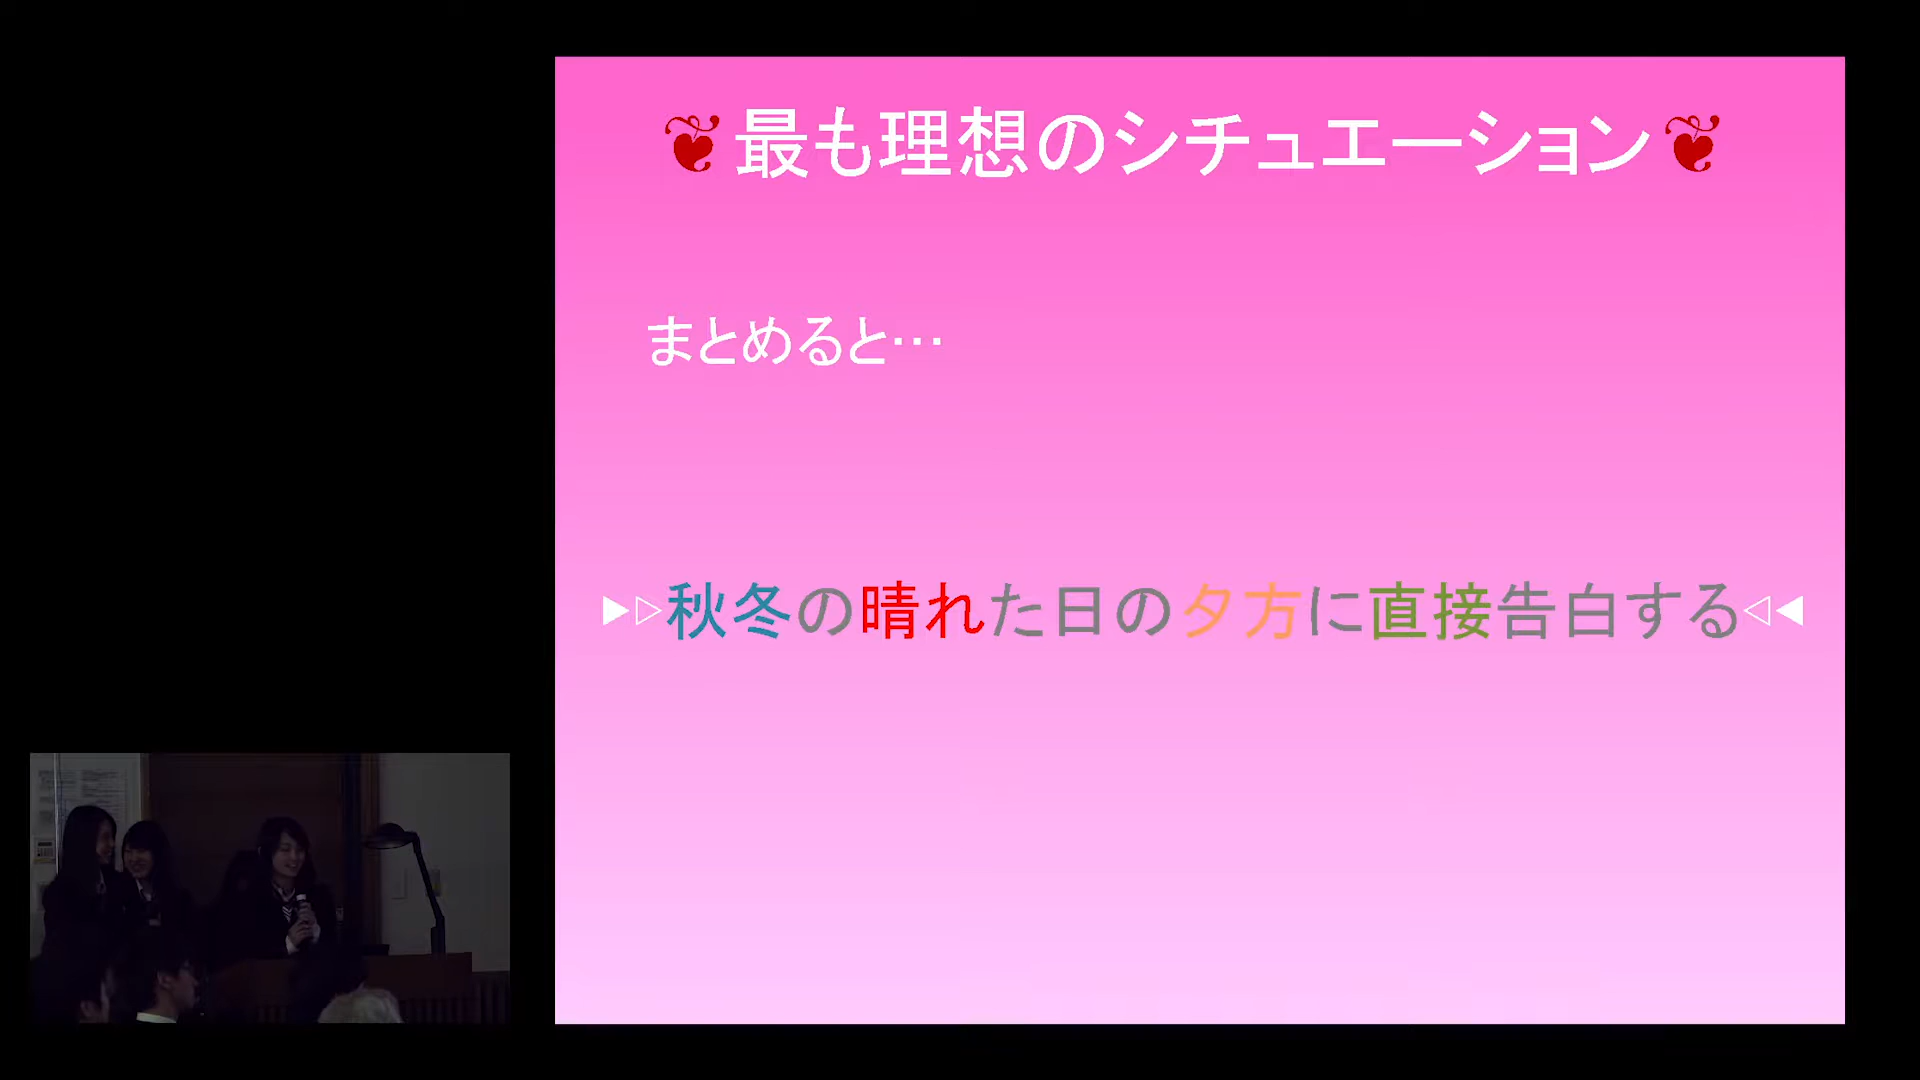 ❦最も理想のシチュエーション❦
まとめると…
▶▷秋冬の晴れた日の夕方に直接告白する◁◀